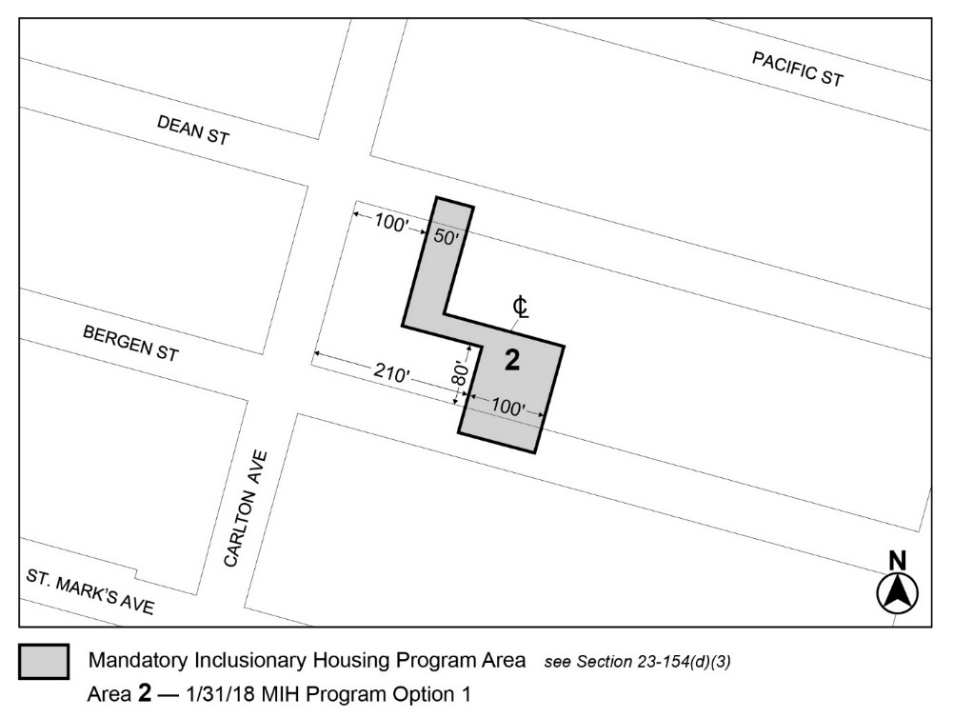 PACIFIC ST
DEAN ST
100'
50'
℄
BERGEN ST
2
210'
80'
100'
CARLTON AVE
N
ST. MARK'S AVE
Mandatory Inclusionary Housing Program Area see Section 23-154(d)(3)
Area 2 — 1/31/18 MIH Program Option 1